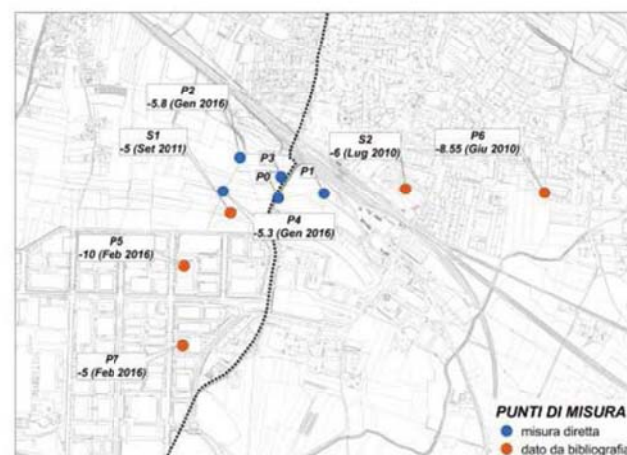 P2
-5.8 (Gen 2016)
S1
-5 (Set 2011)
P3
P0
P1
S2
-6 (Lug 2010)
P6
-8.55 (Giu 2010)
P4
-5.3 (Gen 2016)
P5
-10 (Feb 2016)
P7
-5 (Feb 2016)
PUNTI DI MISURA
misura diretta
dato da bibliografia